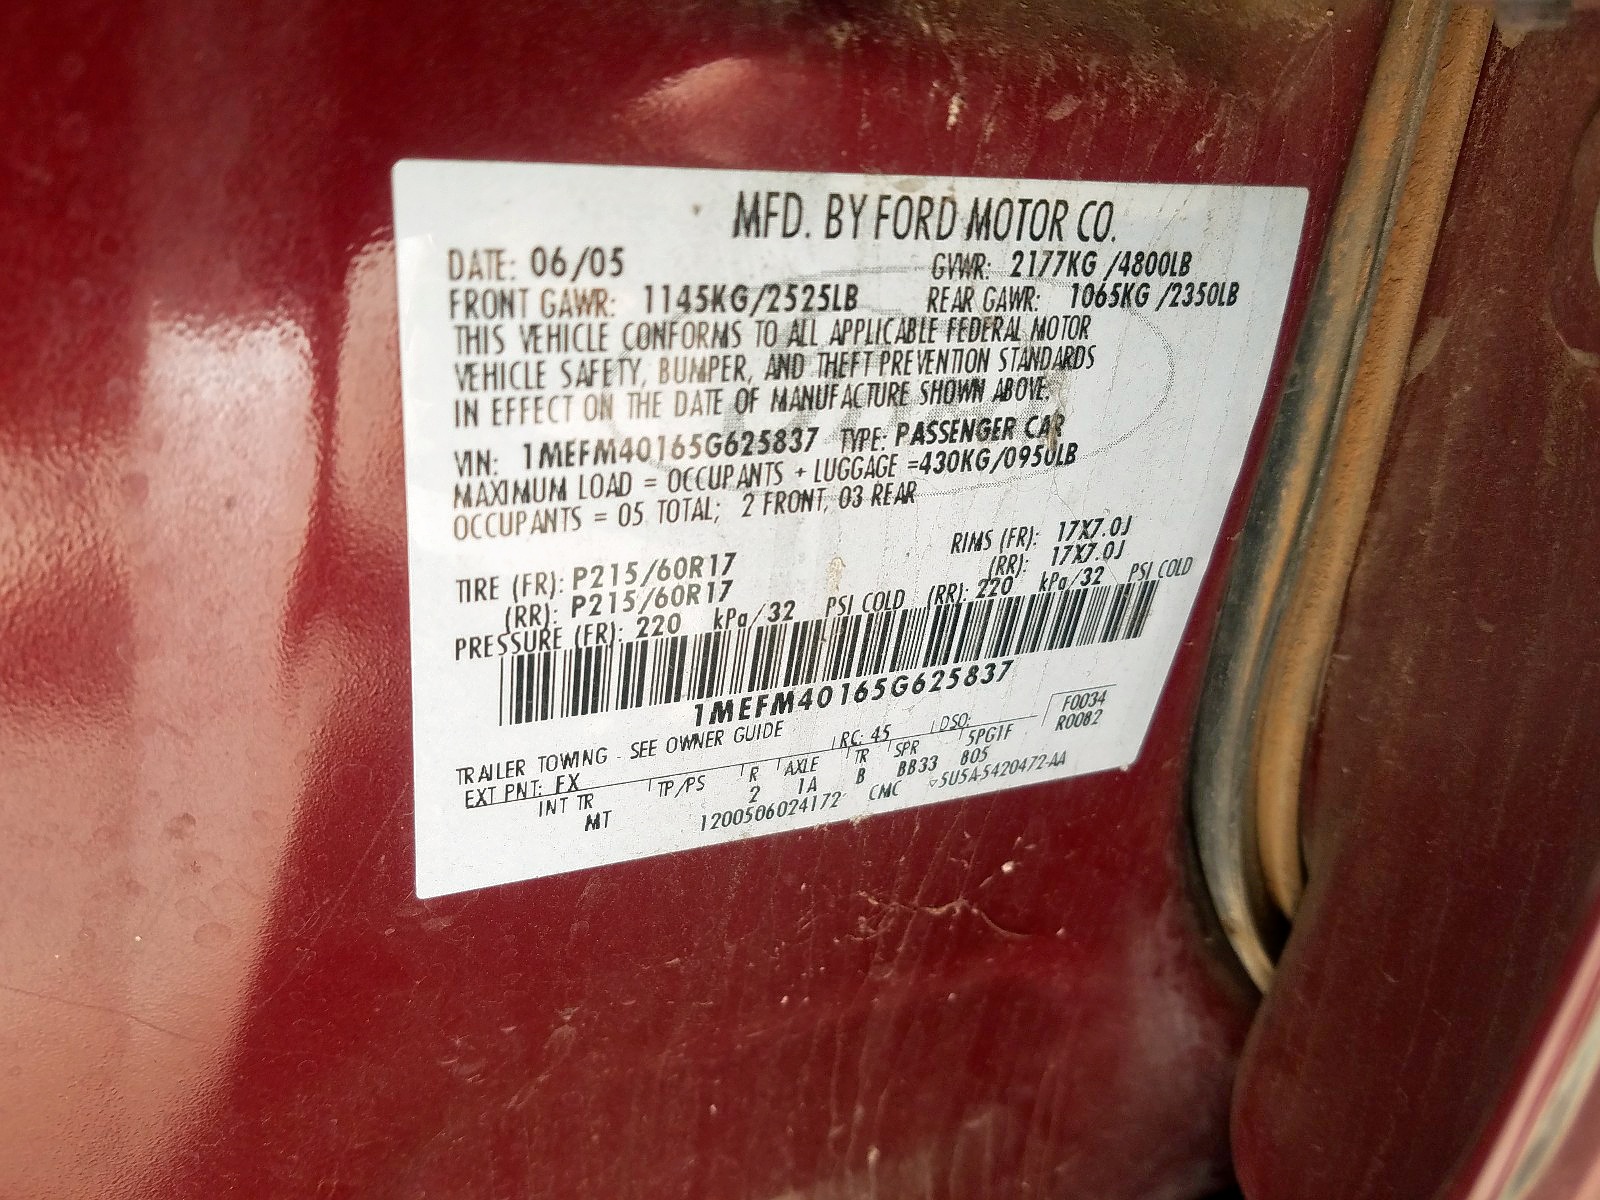 MFD. BY FORD MOTOR CO.
DATE: 06/05 GVWR: 2177KG /4800LB
FRONT GAWR: 1145KG/2525LB REAR GAWR: 1065KG /2350LB
THIS VEHICLE CONFORMS TO ALL APPLICABLE FEDERAL MOTOR
VEHICLE SAFETY, BUMPER, AND THEFT PREVENTION STANDARDS
IN EFFECT ON THE DATE OF MANUFACTURE SHOWN ABOVE.
VIN: 1MEFM40165G625837 TYPE: PASSENGER CAR
MAXIMUM LOAD = OCCUPANTS + LUGGAGE =430KG/0950LB
OCCUPANTS = 05 TOTAL; 2 FRONT, 03 REAR
TIRE (FR): P215/60R17 RIMS (FR): 17X7.0J
(RR): P215/60R17 (RR): 17X7.0J
PRESSURE (FR): 220 kPa/32 PSI COLD (RR): 220 kPa/32 PSI COLD
1MEFM40165G625837
TRAILER TOWING - SEE OWNER GUIDE F0034
EXT PNT: FX RC: 45 DSO: R0082
INT TR TP/PS R AXLE TR SPR 5PG1F
MT 2 1A B BB33 805
1200506024172 CMC 5U5A-5420472-AA